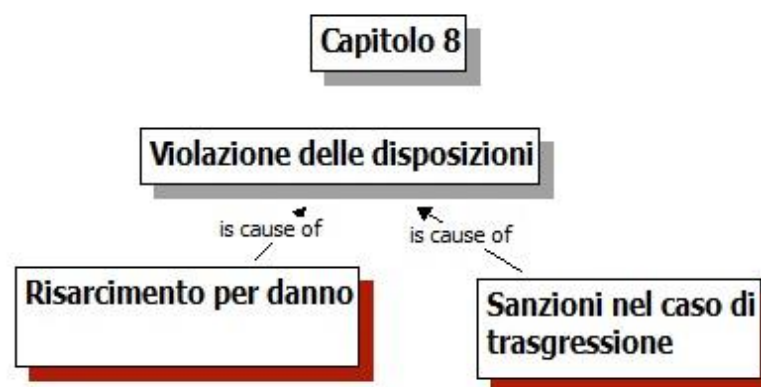 Capitolo 8
Violazione delle disposizioni
is cause of
is cause of
Risarcimento per danno
Sanzioni nel caso di
trasgressione